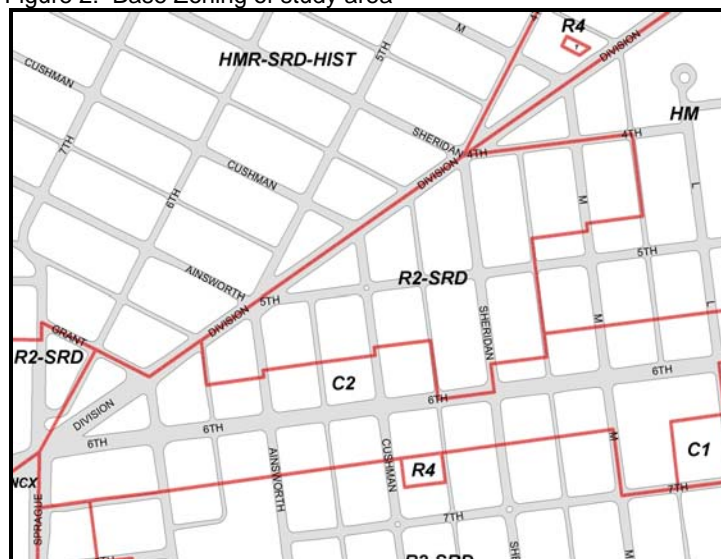 Figure 2. Base Zoning of study area
R4
4TH
M
5TH
HMR-SRD-HIST
CUSHMAN
DIVISION
HM
7TH
SHERIDAN
4TH
4TH
CUSHMAN
DIVISION
6TH
M
L
AINSWORTH
R2-SRD
5TH
5TH
DIVISION
SHERIDAN
M
L
GRANT
R2-SRD
C2
6TH
DIVISION
6TH
6TH
6TH
M
C1
AINSWORTH
CUSHMAN
R4
NCX
7TH
SPRAGUE
7TH
M